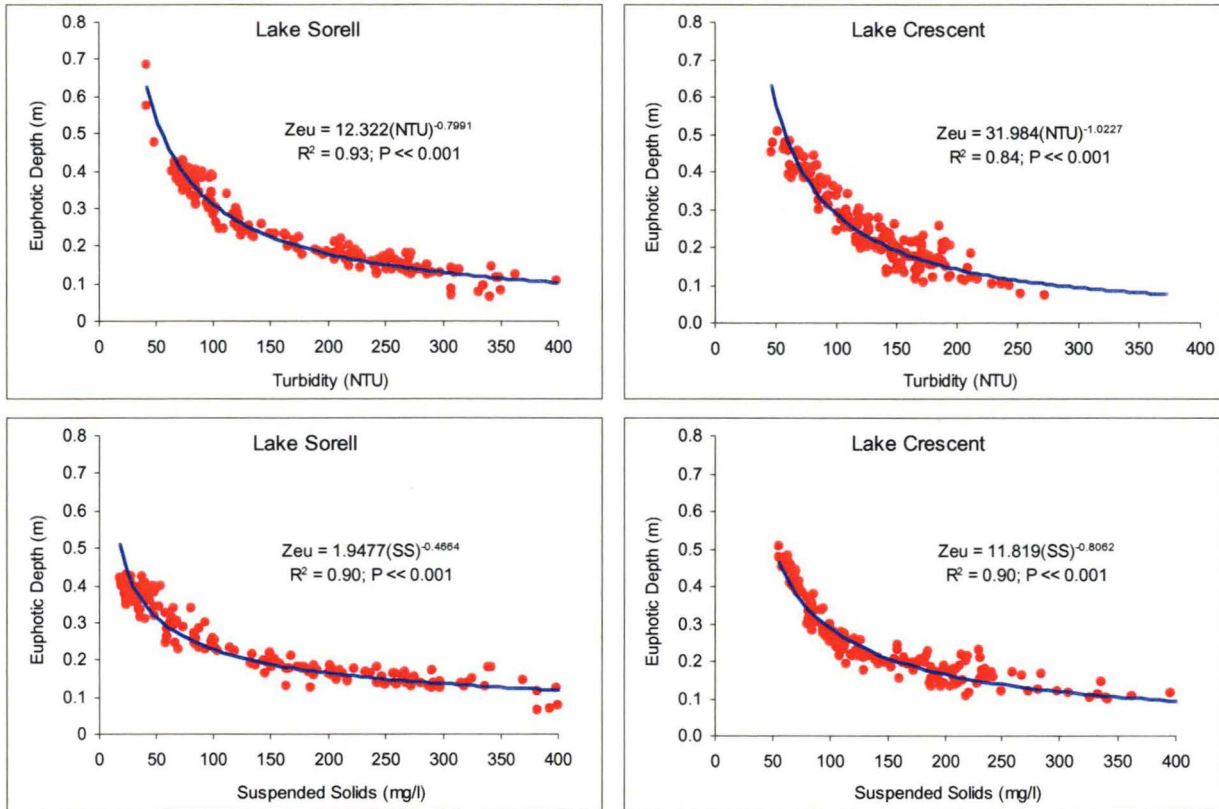 Lake Sorell
Euphotic Depth (m)
0.8
0.7
0.6
0.5
0.4
0.3
0.2
0.1
0
Zeu = 12.322(NTU)^-0.7991
R² = 0.93; P << 0.001
0 50 100 150 200 250 300 350 400
Turbidity (NTU)
Lake Crescent
Euphotic Depth (m)
0.8
0.7
0.6
0.5
0.4
0.3
0.2
0.1
0.0
Zeu = 31.984(NTU)^-1.0227
R² = 0.84; P << 0.001
0 50 100 150 200 250 300 350 400
Turbidity (NTU)
Lake Sorell
Euphotic Depth (m)
0.8
0.7
0.6
0.5
0.4
0.3
0.2
0.1
0
Zeu = 1.9477(SS)^-0.4664
R² = 0.90; P << 0.001
0 50 100 150 200 250 300 350 400
Suspended Solids (mg/l)
Lake Crescent
Euphotic Depth (m)
0.8
0.7
0.6
0.5
0.4
0.3
0.2
0.1
0.0
Zeu = 11.819(SS)^-0.8062
R² = 0.90; P << 0.001
0 50 100 150 200 250 300 350 400
Suspended Solids (mg/l)